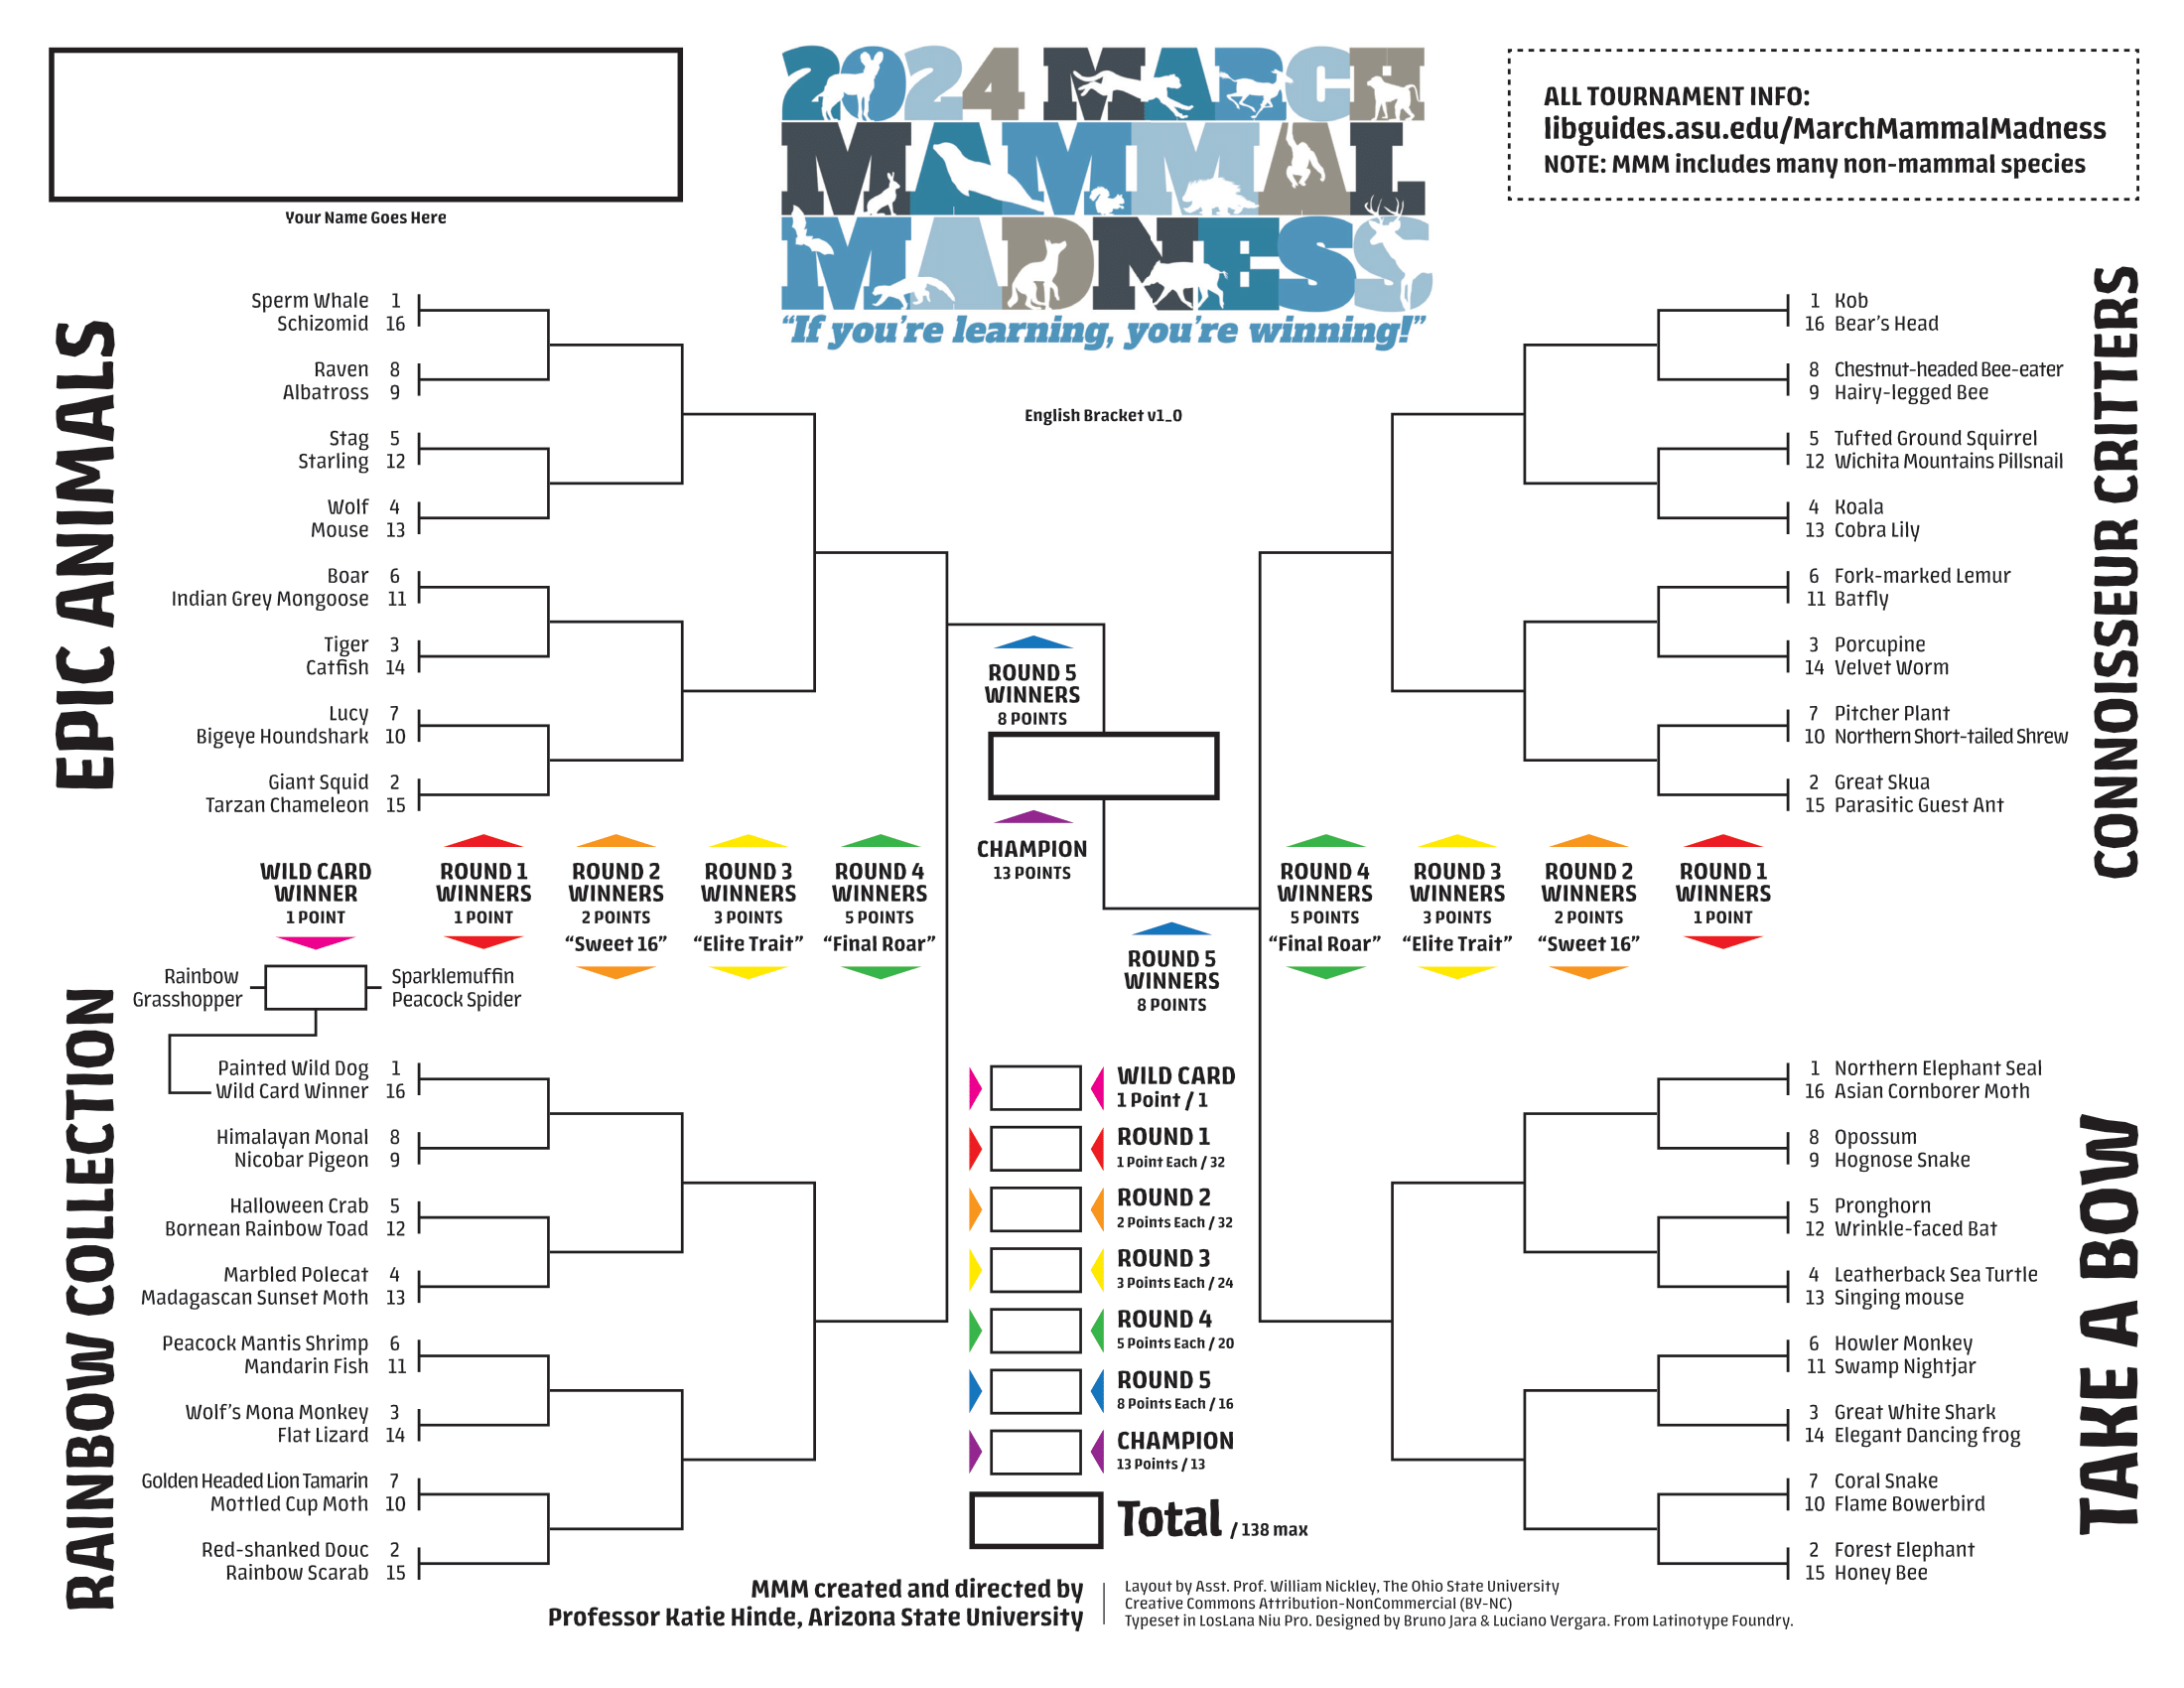 2024 MARCH
MAMMAL
MADNESS
“If you’re learning, you’re winning!”
Your Name Goes Here
ALL TOURNAMENT INFO:
libguides.asu.edu/MarchMammalMadness
NOTE: MMM includes many non-mammal species
English Bracket v1_0
EPIC ANIMALS
Sperm Whale 1
Schizomid 16
Raven 8
Albatross 9
Stag 5
Starling 12
Wolf 4
Mouse 13
Boar 6
Indian Grey Mongoose 11
Tiger 3
Catfish 14
Lucy 7
Bigeye Houndshark 10
Giant Squid 2
Tarzan Chameleon 15
CONNOISSEUR CRITTERS
1 Kob
16 Bear’s Head
8 Chestnut-headed Bee-eater
9 Hairy-legged Bee
5 Tufted Ground Squirrel
12 Wichita Mountains Pillsnail
4 Koala
13 Cobra Lily
6 Fork-marked Lemur
11 Batfly
3 Porcupine
14 Velvet Worm
7 Pitcher Plant
10 Northern Short-tailed Shrew
2 Great Skua
15 Parasitic Guest Ant
ROUND 5
WINNERS
8 POINTS
CHAMPION
13 POINTS
WILD CARD
WINNER
1 POINT
ROUND 1
WINNERS
1 POINT
ROUND 2
WINNERS
2 POINTS
“Sweet 16”
ROUND 3
WINNERS
3 POINTS
“Elite Trait”
ROUND 4
WINNERS
5 POINTS
“Final Roar”
ROUND 5
WINNERS
8 POINTS
ROUND 4
WINNERS
5 POINTS
“Final Roar”
ROUND 3
WINNERS
3 POINTS
“Elite Trait”
ROUND 2
WINNERS
2 POINTS
“Sweet 16”
ROUND 1
WINNERS
1 POINT
RAINBOW COLLECTION
Rainbow
Grasshopper
Sparklemuffin
Peacock Spider
Painted Wild Dog 1
Wild Card Winner 16
Himalayan Monal 8
Nicobar Pigeon 9
Halloween Crab 5
Bornean Rainbow Toad 12
Marbled Polecat 4
Madagascan Sunset Moth 13
Peacock Mantis Shrimp 6
Mandarin Fish 11
Wolf’s Mona Monkey 3
Flat Lizard 14
Golden Headed Lion Tamarin 7
Mottled Cup Moth 10
Red-shanked Douc 2
Rainbow Scarab 15
WILD CARD
1 Point / 1
ROUND 1
1 Point Each / 32
ROUND 2
2 Points Each / 32
ROUND 3
3 Points Each / 24
ROUND 4
5 Points Each / 20
ROUND 5
8 Points Each / 16
CHAMPION
13 Points / 13
Total / 138 max
TAKE A BOW
1 Northern Elephant Seal
16 Asian Cornborer Moth
8 Opossum
9 Hognose Snake
5 Pronghorn
12 Wrinkle-faced Bat
4 Leatherback Sea Turtle
13 Singing mouse
6 Howler Monkey
11 Swamp Nightjar
3 Great White Shark
14 Elegant Dancing frog
7 Coral Snake
10 Flame Bowerbird
2 Forest Elephant
15 Honey Bee
MMM created and directed by
Professor Katie Hinde, Arizona State University
Layout by Asst. Prof. William Nickley, The Ohio State University
Creative Commons Attribution-NonCommercial (BY-NC)
Typeset in LosLana Niu Pro. Designed by Bruno Jara & Luciano Vergara. From Latinotype Foundry.